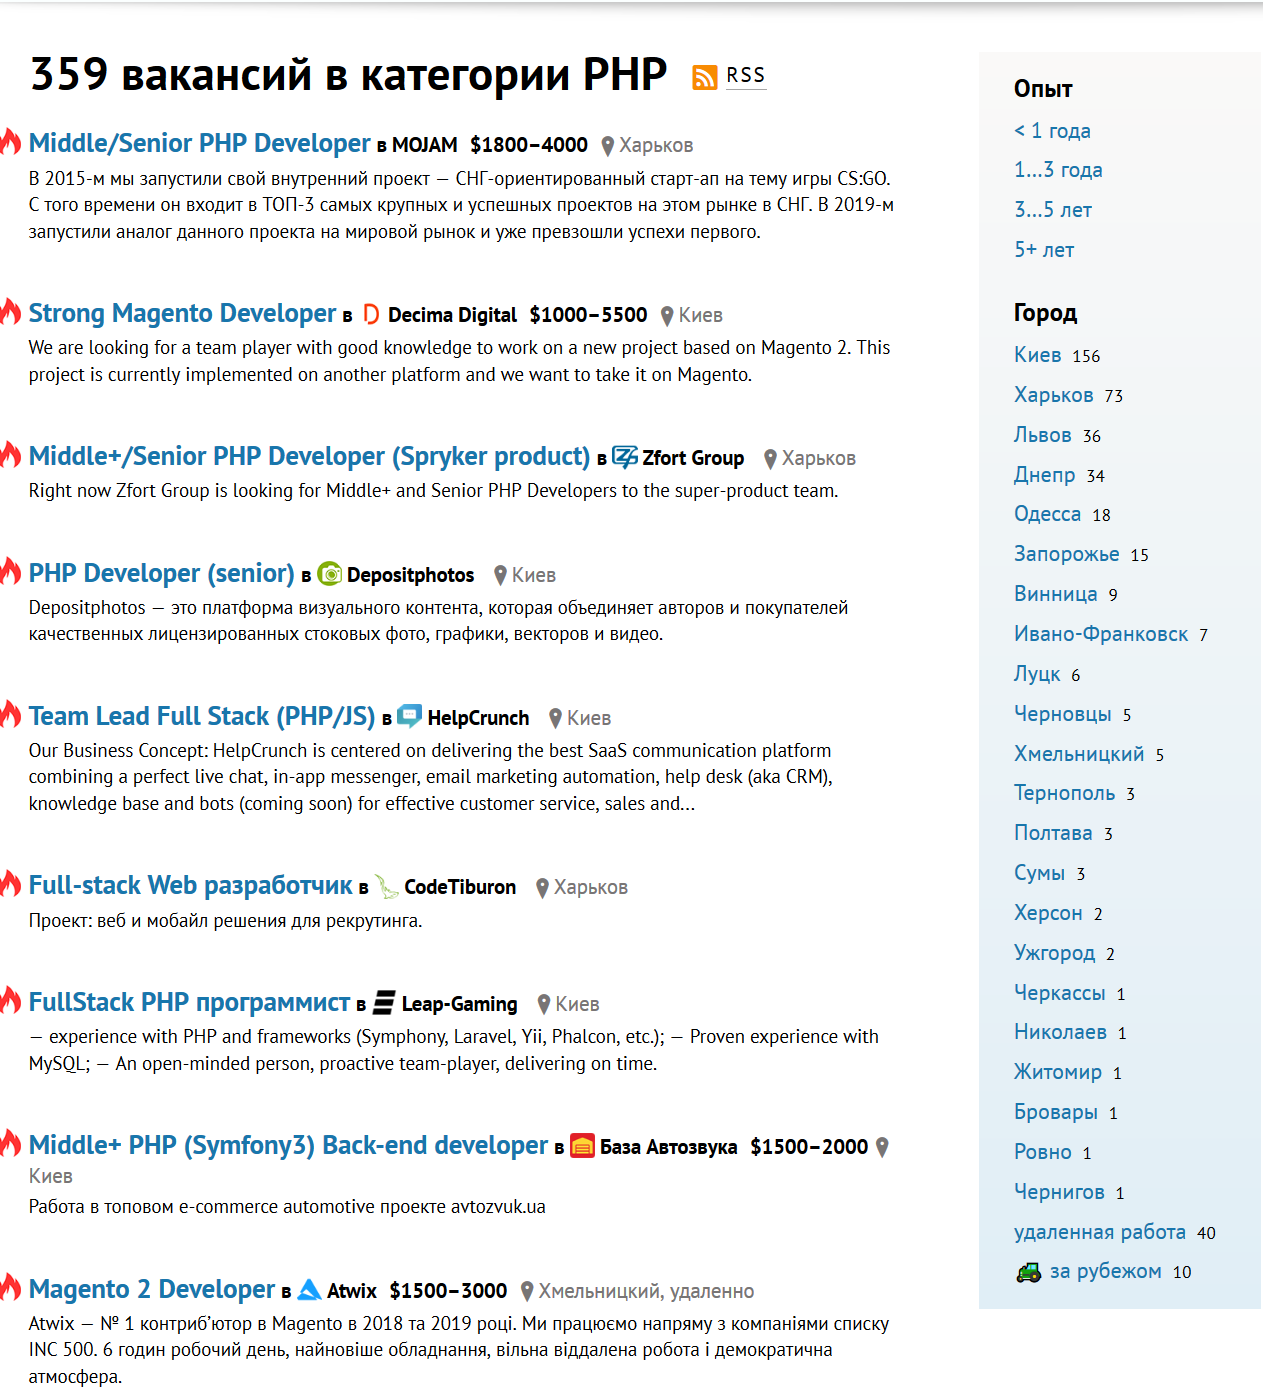 359 вакансий в категории PHP RSS
Middle/Senior PHP Developer в MOJAM $1800–4000 Харьков
В 2015-м мы запустили свой внутренний проект — СНГ-ориентированный старт-ап на тему игры CS:GO.
С того времени он входит в ТОП-3 самых крупных и успешных проектов на этом рынке в СНГ. В 2019-м
запустили аналог данного проекта на мировой рынок и уже превзошли успехи первого.
Strong Magento Developer в Decima Digital $1000–5500 Киев
We are looking for a team player with good knowledge to work on a new project based on Magento 2. This
project is currently implemented on another platform and we want to take it on Magento.
Middle+/Senior PHP Developer (Spryker product) в Zfort Group Харьков
Right now Zfort Group is looking for Middle+ and Senior PHP Developers to the super-product team.
PHP Developer (senior) в Depositphotos Киев
Depositphotos — это платформа визуального контента, которая объединяет авторов и покупателей
качественных лицензированных стоковых фото, графики, векторов и видео.
Team Lead Full Stack (PHP/JS) в HelpCrunch Киев
Our Business Concept: HelpCrunch is centered on delivering the best SaaS communication platform
combining a perfect live chat, in-app messenger, email marketing automation, help desk (aka CRM),
knowledge base and bots (coming soon) for effective customer service, sales and...
Full-stack Web разработчик в CodeTiburon Харьков
Проект: веб и мобайл решения для рекрутинга.
FullStack PHP программист в Leap-Gaming Киев
— experience with PHP and frameworks (Symphony, Laravel, Yii, Phalcon, etc.); — Proven experience with
MySQL; — An open-minded person, proactive team-player, delivering on time.
Middle+ PHP (Symfony3) Back-end developer в База Автозвука $1500–2000
Киев
Работа в топовом e-commerce automotive проекте avtozvuk.ua
Magento 2 Developer в Atwix $1500–3000 Хмельницкий, удаленно
Atwix — № 1 контриб’ютор в Magento в 2018 та 2019 році. Ми працюємо напряму з компаніями списку
INC 500. 6 годин робочий день, найновіше обладнання, вільна віддалена робота і демократична
атмосфера.
Опыт
< 1 года
1...3 года
3...5 лет
5+ лет
Город
Киев 156
Харьков 73
Львов 36
Днепр 34
Одесса 18
Запорожье 15
Винница 9
Ивано-Франковск 7
Луцк 6
Черновцы 5
Хмельницкий 5
Тернополь 3
Полтава 3
Сумы 3
Херсон 2
Ужгород 2
Черкассы 1
Николаев 1
Житомир 1
Бровары 1
Ровно 1
Чернигов 1
удаленная работа 40
за рубежом 10